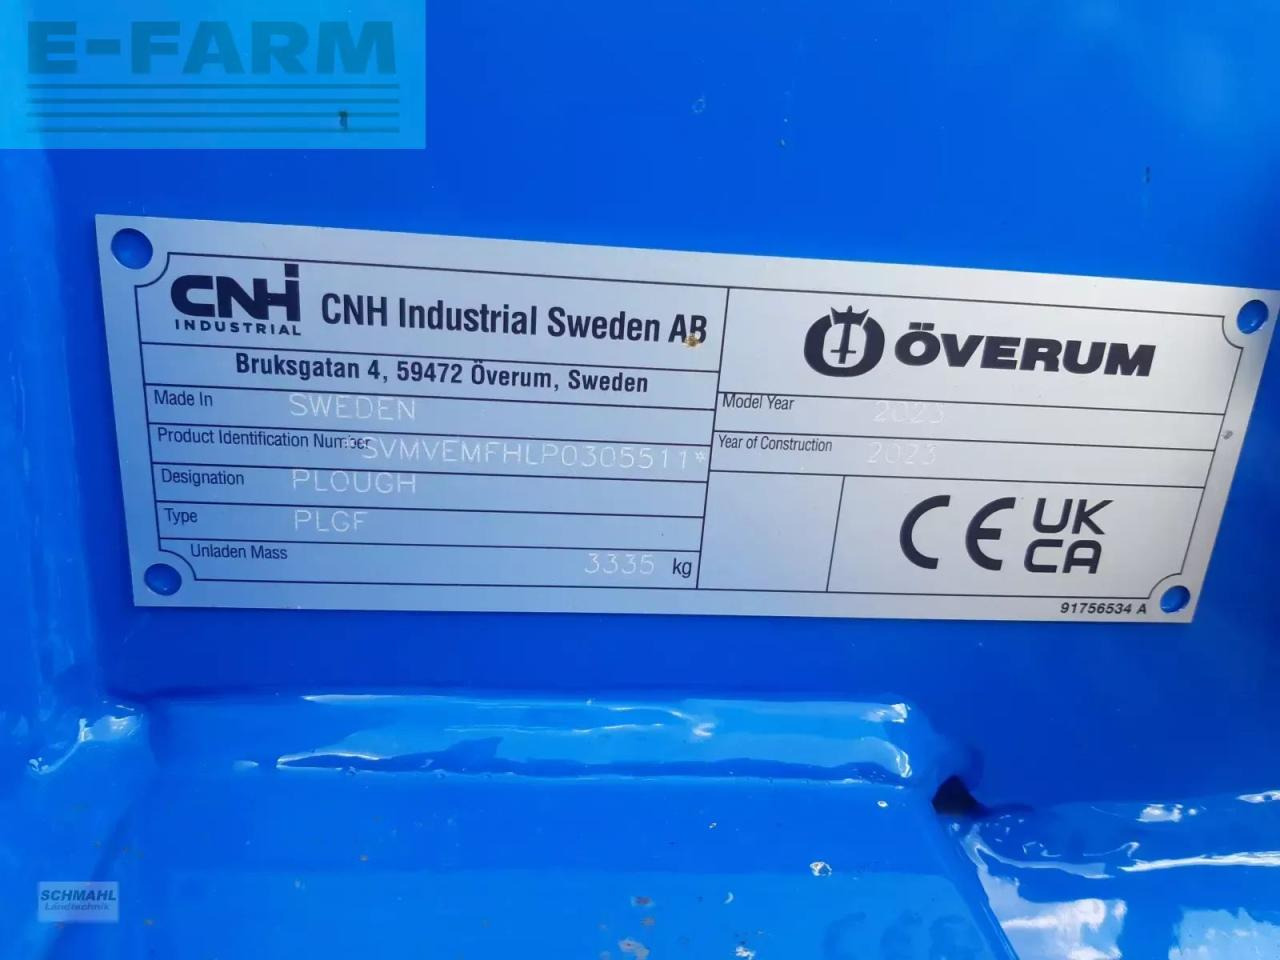 E-FARM
CNH INDUSTRIAL CNH Industrial Sweden AB
Bruksgatan 4, 59472 Överum, Sweden
Made In SWEDEN
Product Identification Number *SVMVEMFHLP0305511*
Designation PLOUGH
Type PLGF
Unladen Mass 3335 kg
ÖVERUM
Model Year 2023
Year of Construction 2023
CE UK CA
91756534 A
SCHMAHL
Landtechnik